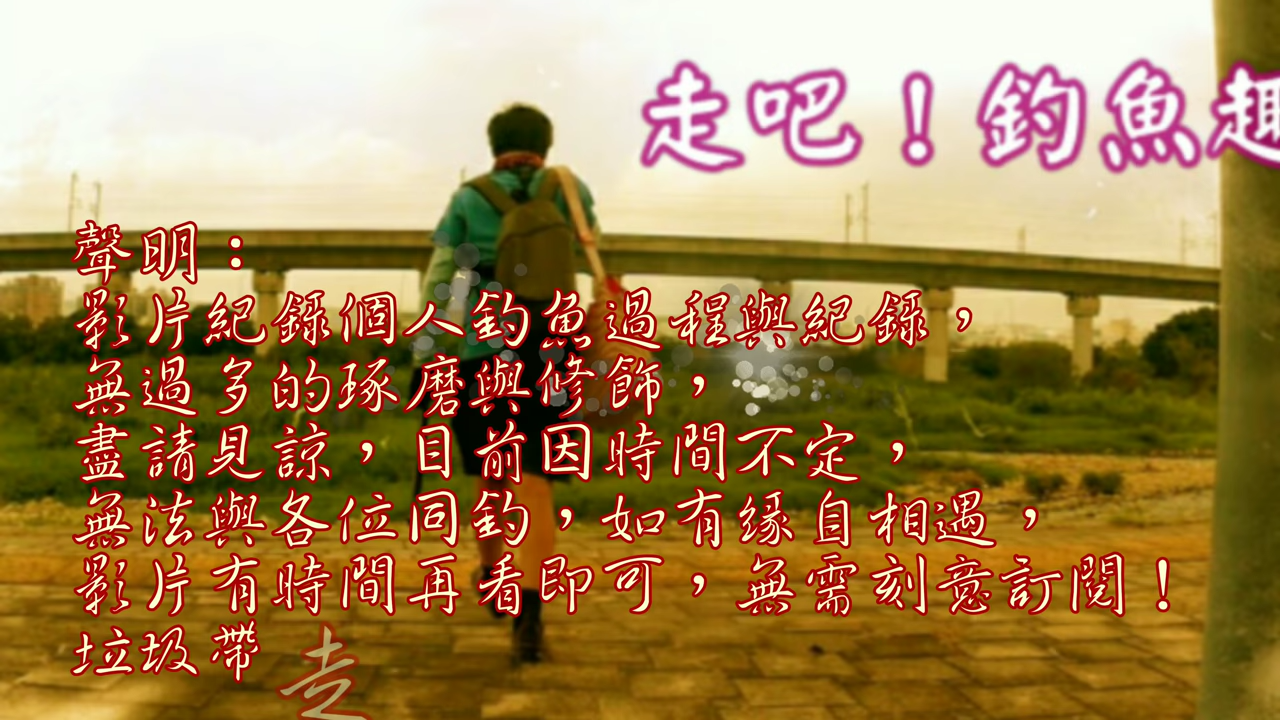 走吧！釣魚趣
聲明：
影片紀錄個人釣魚過程與紀錄，
無過多的琢磨與修飾，
盡請見諒，目前因時間不定，
無法與各位同釣，如有緣自相遇，
影片有時間再看即可，無需刻意訂閱！
垃圾帶走